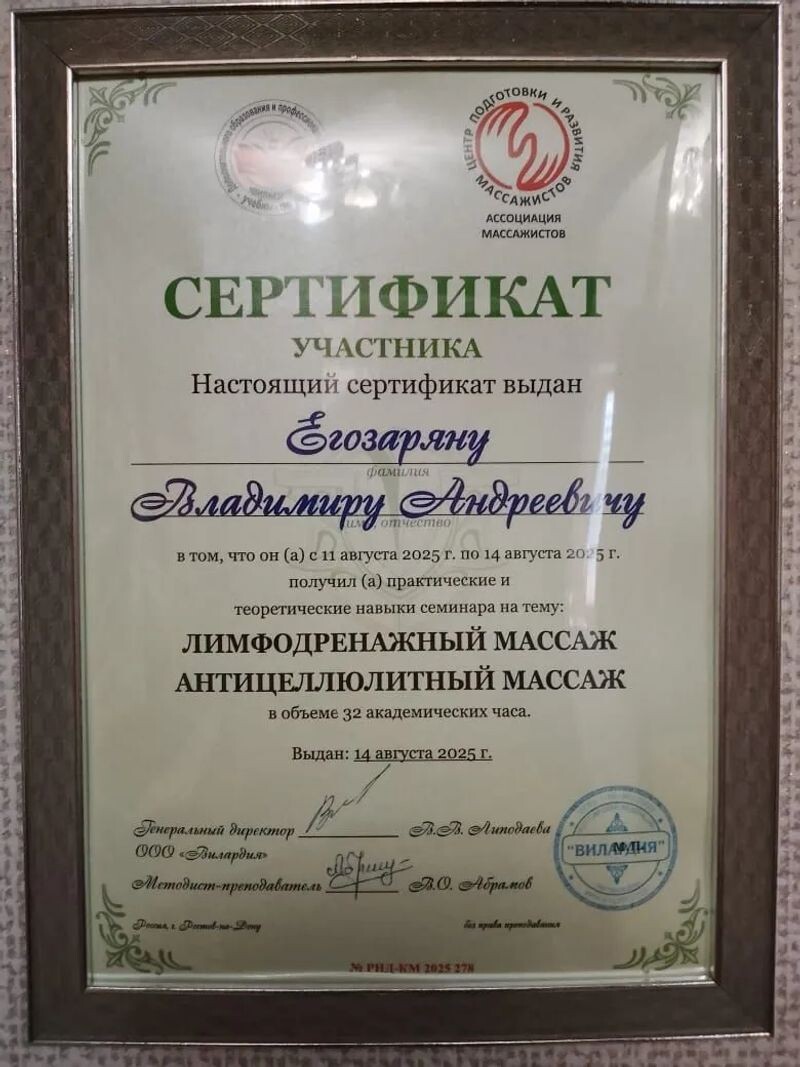 ЦЕНТР ПОДГОТОВКИ И РАЗВИТИЯ МАССАЖИСТОВ
АССОЦИАЦИЯ
МАССАЖИСТОВ
СЕРТИФИКАТ
УЧАСТНИКА
Настоящий сертификат выдан
Егозаряну
фамилия
Владимиру Андреевичу
имя отчество
в том, что он (а) с 11 августа 2025 г. по 14 августа 2025 г.
получил (а) практические и
теоретические навыки семинара на тему:
ЛИМФОДРЕНАЖНЫЙ МАССАЖ
АНТИЦЕЛЛЮЛИТНЫЙ МАССАЖ
в объеме 32 академических часа.
Выдан: 14 августа 2025 г.
Генеральный директор В.В. Липодаева
ООО «Вилардия»
"ВИЛАРДИЯ"
М.П.
Методист-преподаватель В.О. Абрамов
Россия, г. Ростов-на-Дону без права преподавания
№ РНД-КМ 2025 278